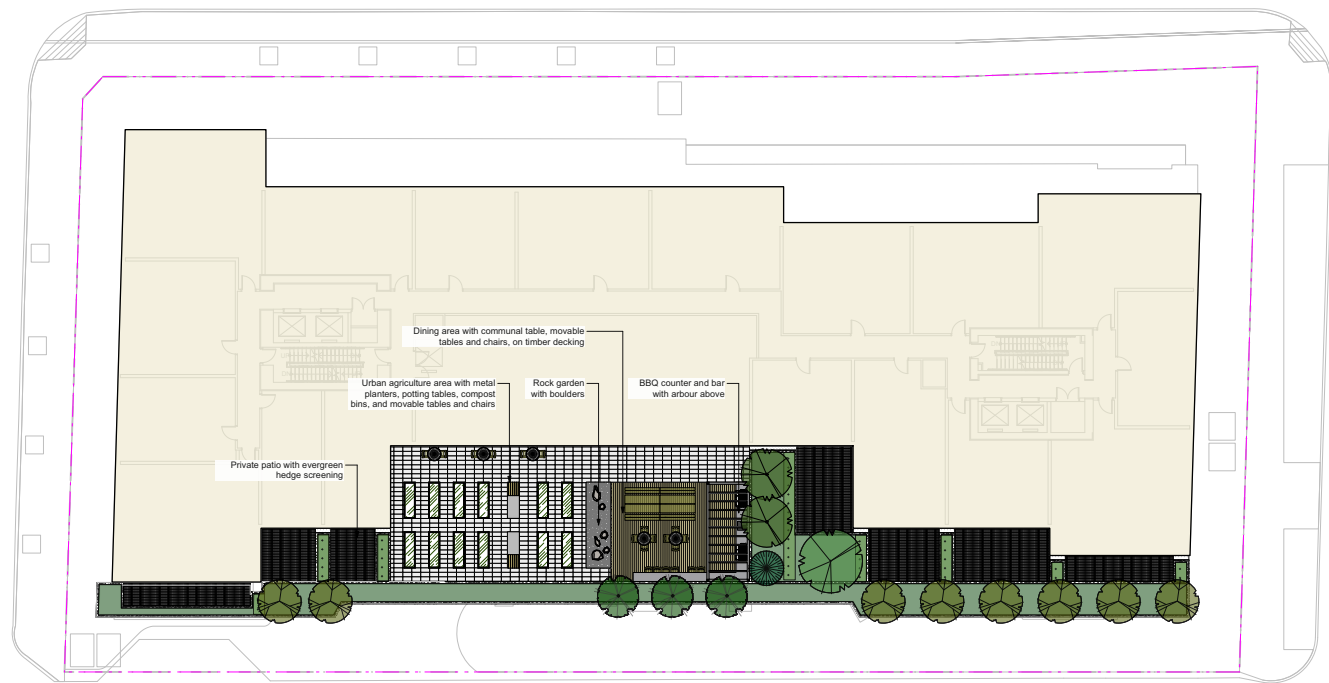 Dining area with communal table, movable
tables and chairs, on timber decking
Urban agriculture area with metal
planters, potting tables, compost
bins, and movable tables and chairs
Rock garden
with boulders
BBQ counter and bar
with arbour above
Private patio with evergreen
hedge screening